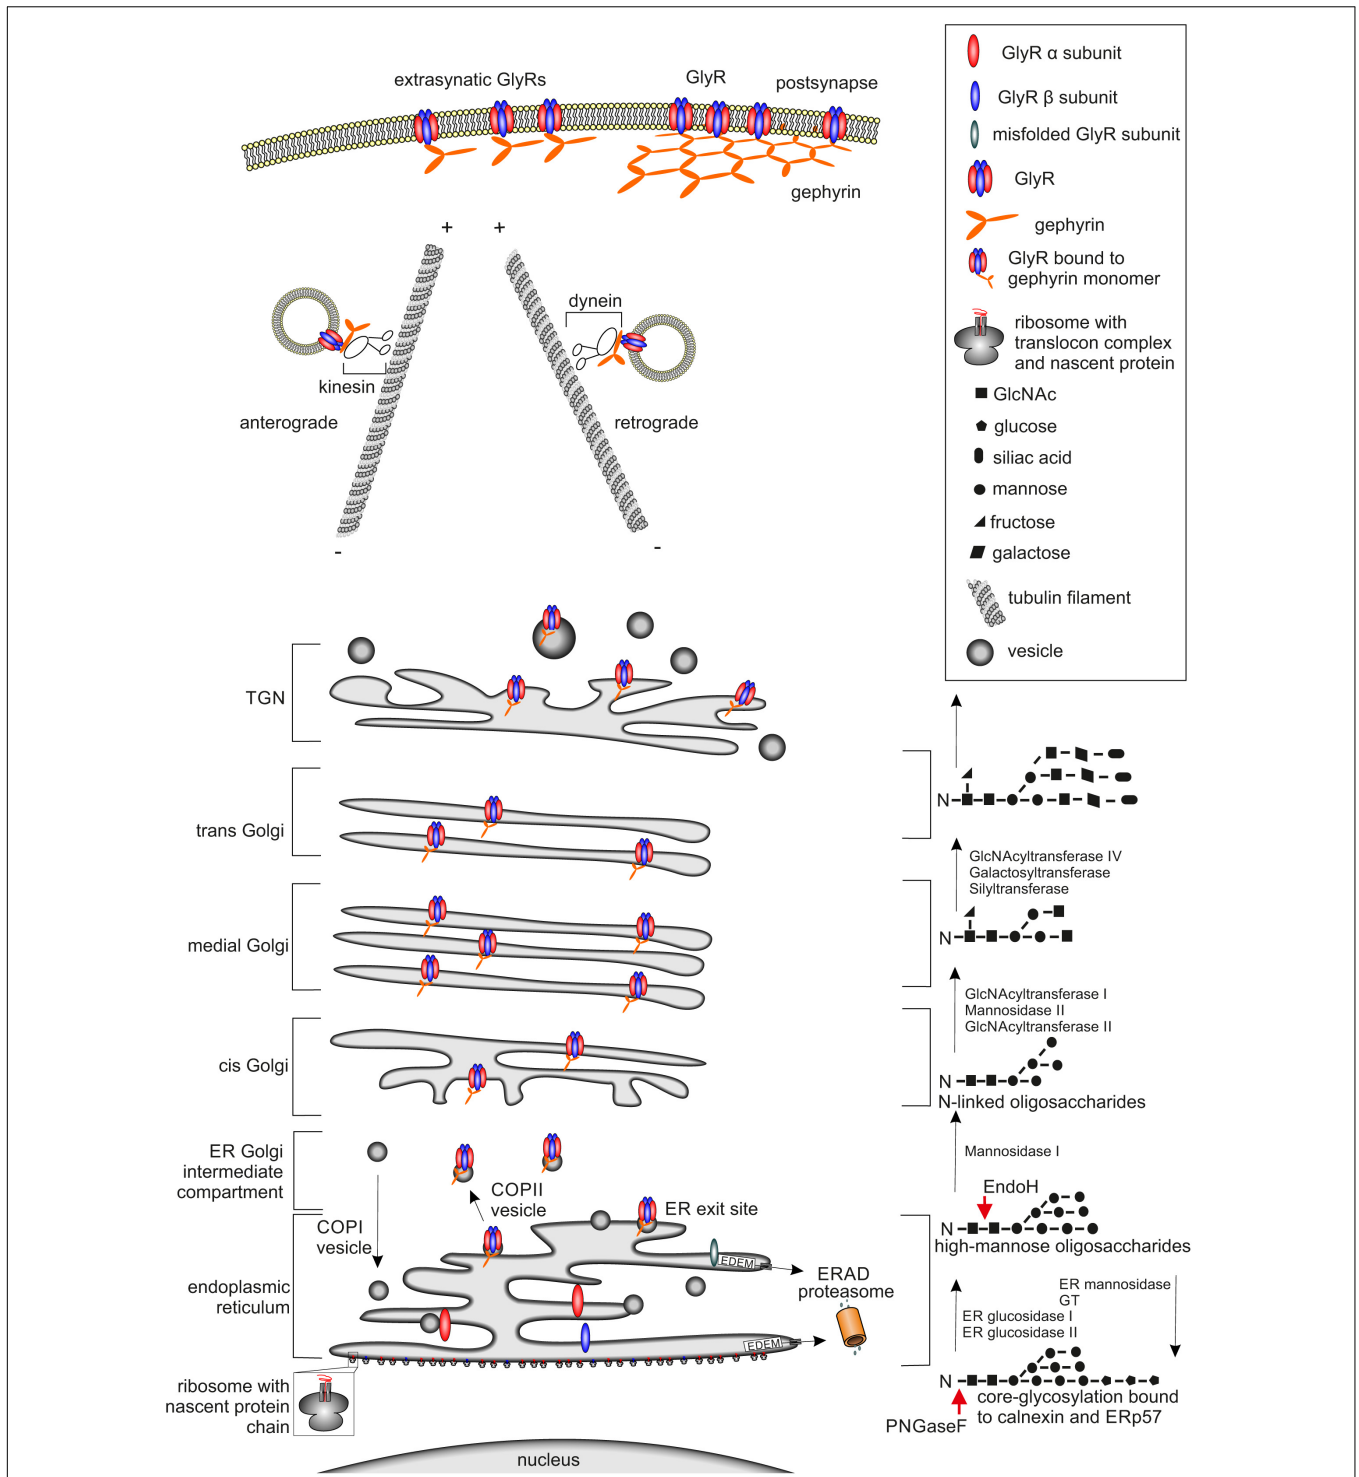 extrasynatic GlyRs
GlyR
postsynapse
gephyrin
+
+
dynein
kinesin
anterograde
retrograde
-
-
GlyR α subunit
GlyR β subunit
misfolded GlyR subunit
GlyR
gephyrin
GlyR bound to
gephyrin monomer
ribosome with
translocon complex
and nascent protein
GlcNAc
glucose
siliac acid
mannose
fructose
galactose
tubulin filament
vesicle
TGN
trans Golgi
medial Golgi
cis Golgi
ER Golgi
intermediate
compartment
COPI
vesicle
COPII
vesicle
ER exit site
endoplasmic
reticulum
EDEM
EDEM
ERAD
proteasome
ribosome with
nascent protein
chain
nucleus
N
GlcNAcyltransferase IV
Galactosyltransferase
Silyltransferase
N
GlcNAcyltransferase I
Mannosidase II
GlcNAcyltransferase II
N
N-linked oligosaccharides
Mannosidase I
EndoH
N
high-mannose oligosaccharides
ER mannosidase
GT
ER glucosidase I
ER glucosidase II
N
core-glycosylation bound
to calnexin and ERp57
PNGaseF